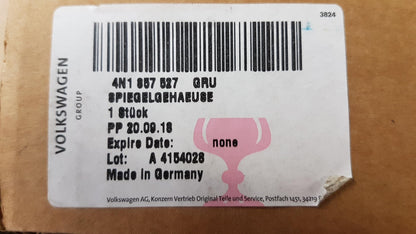 3824
VOLKSWAGEN
GROUP
4N1 857 527 GRU
SPIEGELGEHAEUSE
1 Stück
PP 20.09.18
Expire Date: none
Lot: A 4154028
Made in Germany
Volkswagen AG, Konzern Vertrieb Original Teile und Service, Postfach 1451, 34219